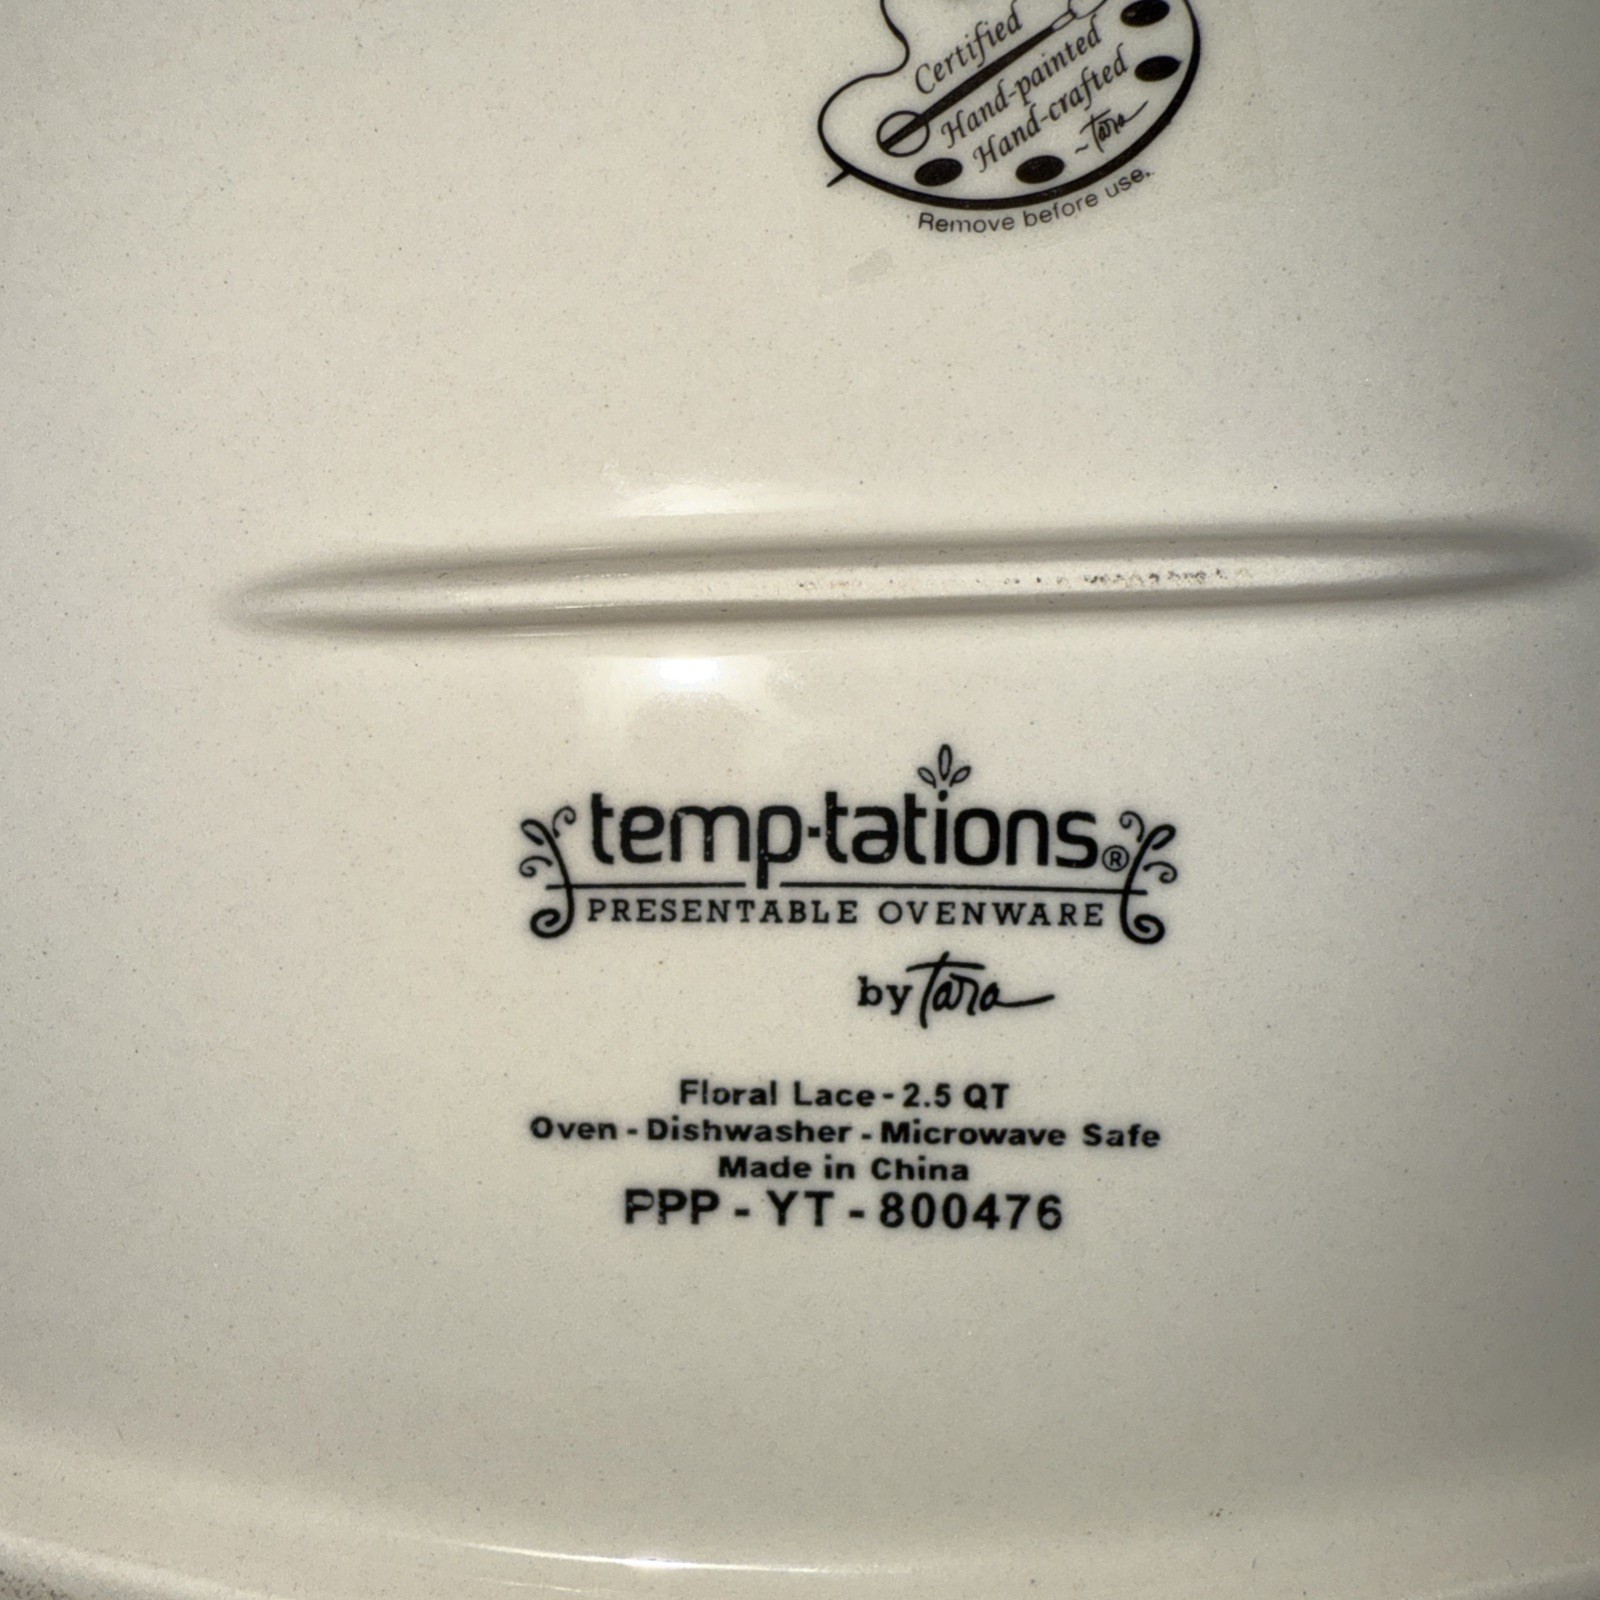 Certified
Hand-painted
Hand-crafted
~Tara
Remove before use.
temp·tations®
PRESENTABLE OVENWARE
by Tara
Floral Lace - 2.5 QT
Oven - Dishwasher - Microwave Safe
Made in China
PPP - YT - 800476